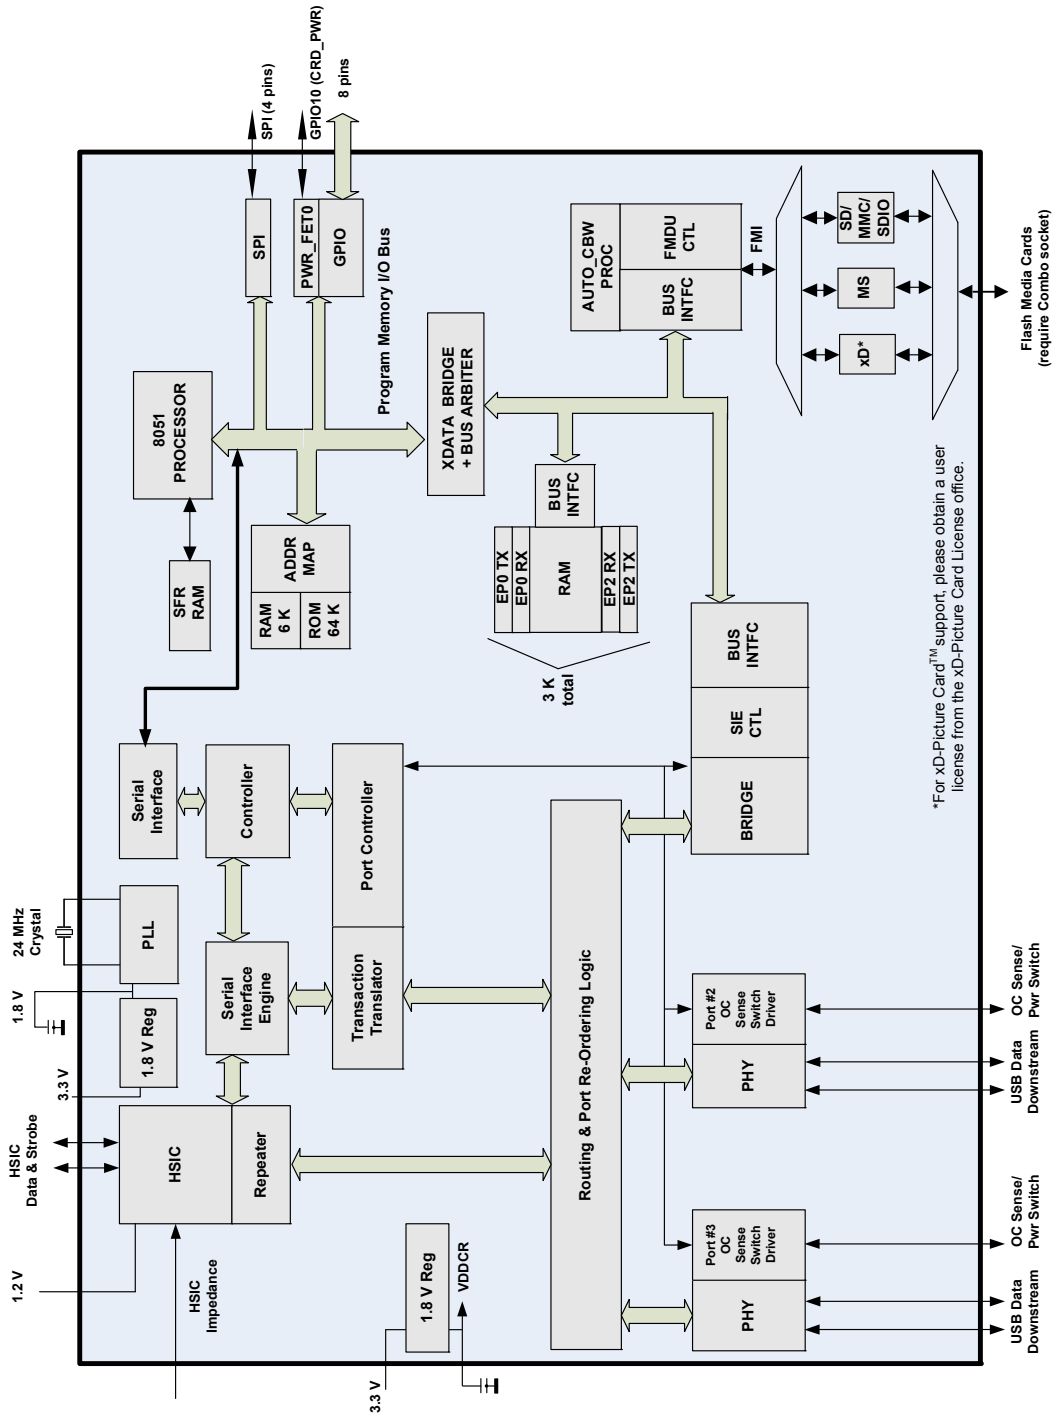 1.2 V
HSIC
Data & Strobe
3.3 V
1.8 V
24 MHz
Crystal
SPI (4 pins)
GPIO10 (CRD_PWR)
8 pins
HSIC
Impedance
HSIC
Repeater
1.8 V Reg
PLL
Serial
Interface
Serial
Interface
Engine
Controller
Transaction
Translator
Port Controller
SFR
RAM
8051
PROCESSOR
RAM
6 K
ROM
64 K
ADDR
MAP
SPI
PWR_FET0
GPIO
Program Memory I/O Bus
3.3 V
1.8 V Reg
VDDCR
XDATA BRIDGE
+ BUS ARBITER
3 K
total
EP0 TX
EP0 RX
RAM
EP2 RX
EP2 TX
BUS
INTFC
AUTO_CBW
PROC
BUS
INTFC
FMDU
CTL
FMI
Routing & Port Re-Ordering Logic
PHY
Port #3
OC
Sense
Switch
Driver
PHY
Port #2
OC
Sense
Switch
Driver
BRIDGE
SIE
CTL
BUS
INTFC
xD*
MS
SD/
MMC/
SDIO
*For xD-Picture Card™ support, please obtain a user
license from the xD-Picture Card License office.
USB Data
Downstream
OC Sense/
Pwr Switch
USB Data
Downstream
OC Sense/
Pwr Switch
Flash Media Cards
(require Combo socket)